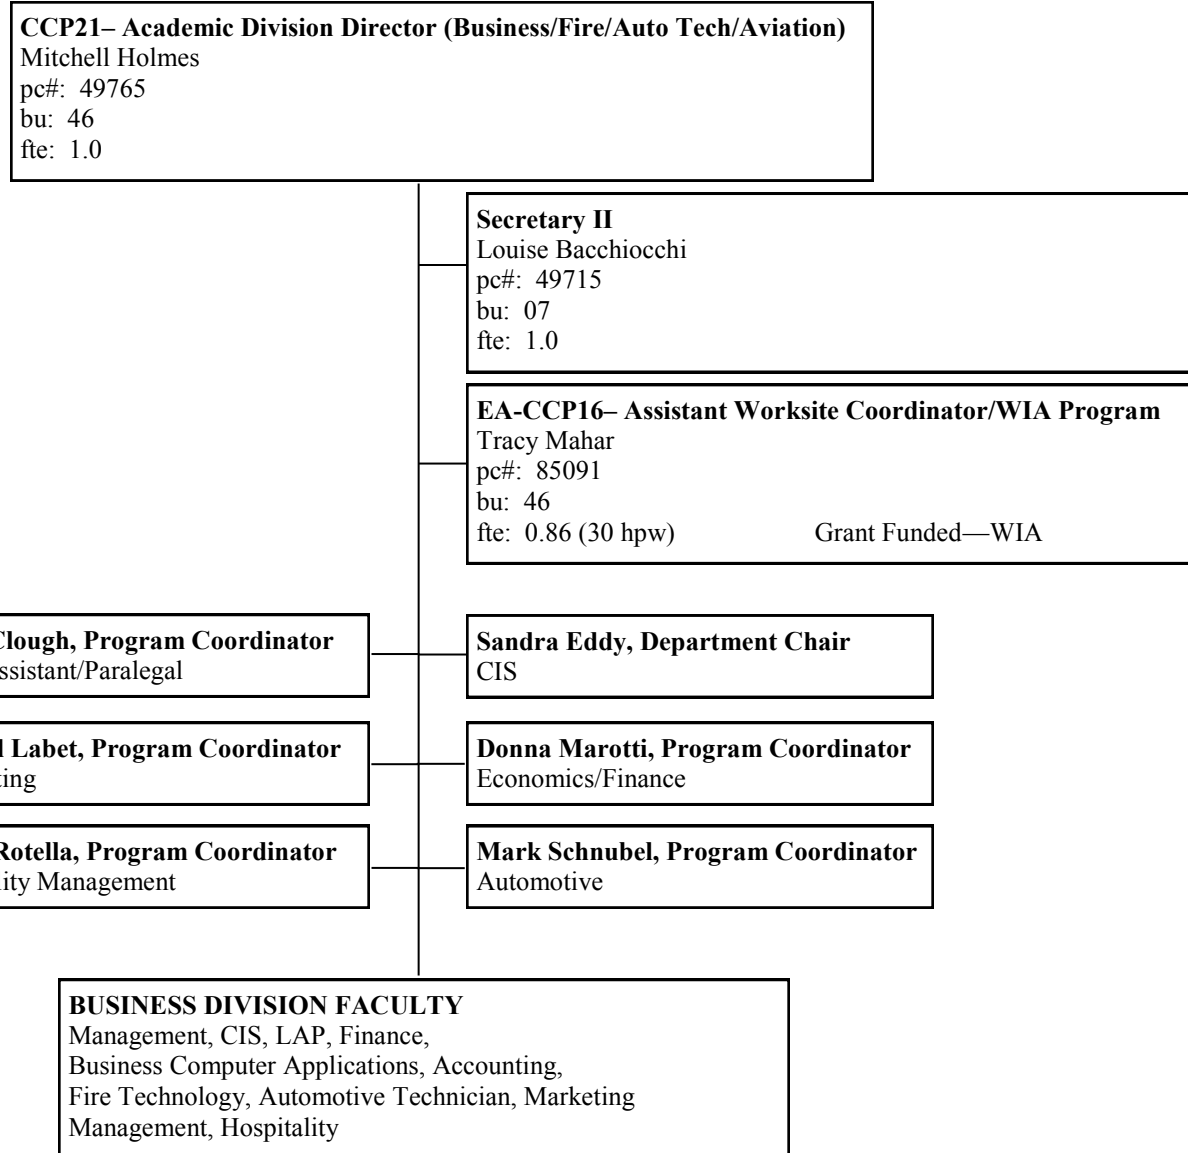 CCP21– Academic Division Director (Business/Fire/Auto Tech/Aviation)
Mitchell Holmes
pc#: 49765
bu: 46
fte: 1.0
Secretary II
Louise Bacchiocchi
pc#: 49715
bu: 07
fte: 1.0
EA-CCP16– Assistant Worksite Coordinator/WIA Program
Tracy Mahar
pc#: 85091
bu: 46
fte: 0.86 (30 hpw) Grant Funded—WIA
Clough, Program Coordinator
ssistant/Paralegal
Sandra Eddy, Department Chair
CIS
Labet, Program Coordinator
ting
Donna Marotti, Program Coordinator
Economics/Finance
Rotella, Program Coordinator
lity Management
Mark Schnubel, Program Coordinator
Automotive
BUSINESS DIVISION FACULTY
Management, CIS, LAP, Finance,
Business Computer Applications, Accounting,
Fire Technology, Automotive Technician, Marketing
Management, Hospitality